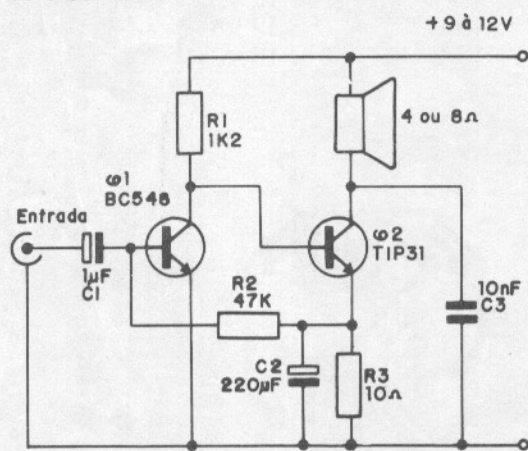 +9 à 12V
R1
1K2
4 ou 8Ω
φ1
BC548
Entrada
φ2
TIP31
1µF
C1
R2
47K
10nF
C3
C2
220µF
R3
10Ω